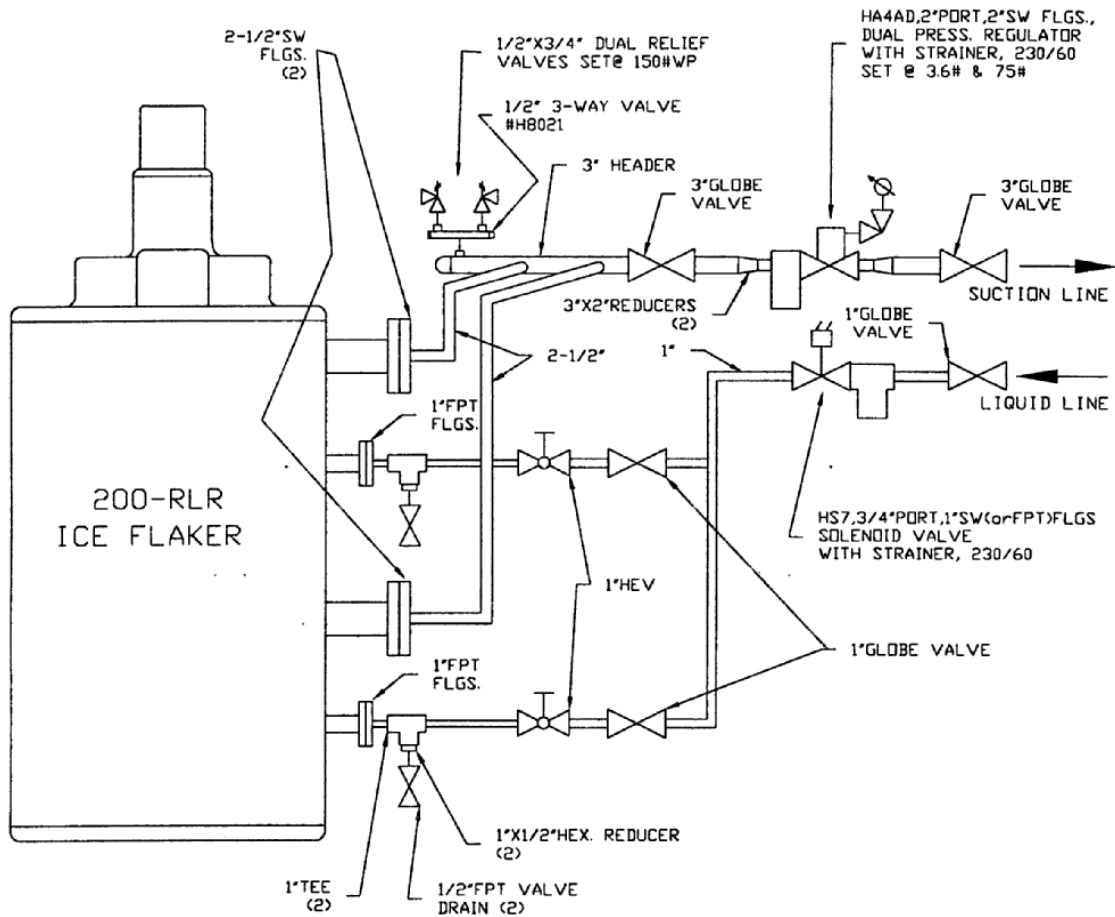 2-1/2"SW
FLGS.
(2)
1/2"X3/4" DUAL RELIEF
VALVES SET@ 150#WP
1/2" 3-WAY VALVE
#H8021
3" HEADER
3"GLOBE
VALVE
HA4AD,2"PORT,2"SW FLGS.,
DUAL PRESS. REGULATOR
WITH STRAINER, 230/60
SET @ 3.6# & 75#
3"GLOBE
VALVE
SUCTION LINE
3"X2"REDUCERS
(2)
1"GLOBE
VALVE
2-1/2"
1"
LIQUID LINE
1"FPT
FLGS.
200-RLR
ICE FLAKER
HS7,3/4"PORT,1"SW(orFPT)FLGS
SOLENOID VALVE
WITH STRAINER, 230/60
1"HEV
1"GLOBE VALVE
1"FPT
FLGS.
1"X1/2"HEX. REDUCER
(2)
1"TEE
(2)
1/2"FPT VALVE
DRAIN (2)